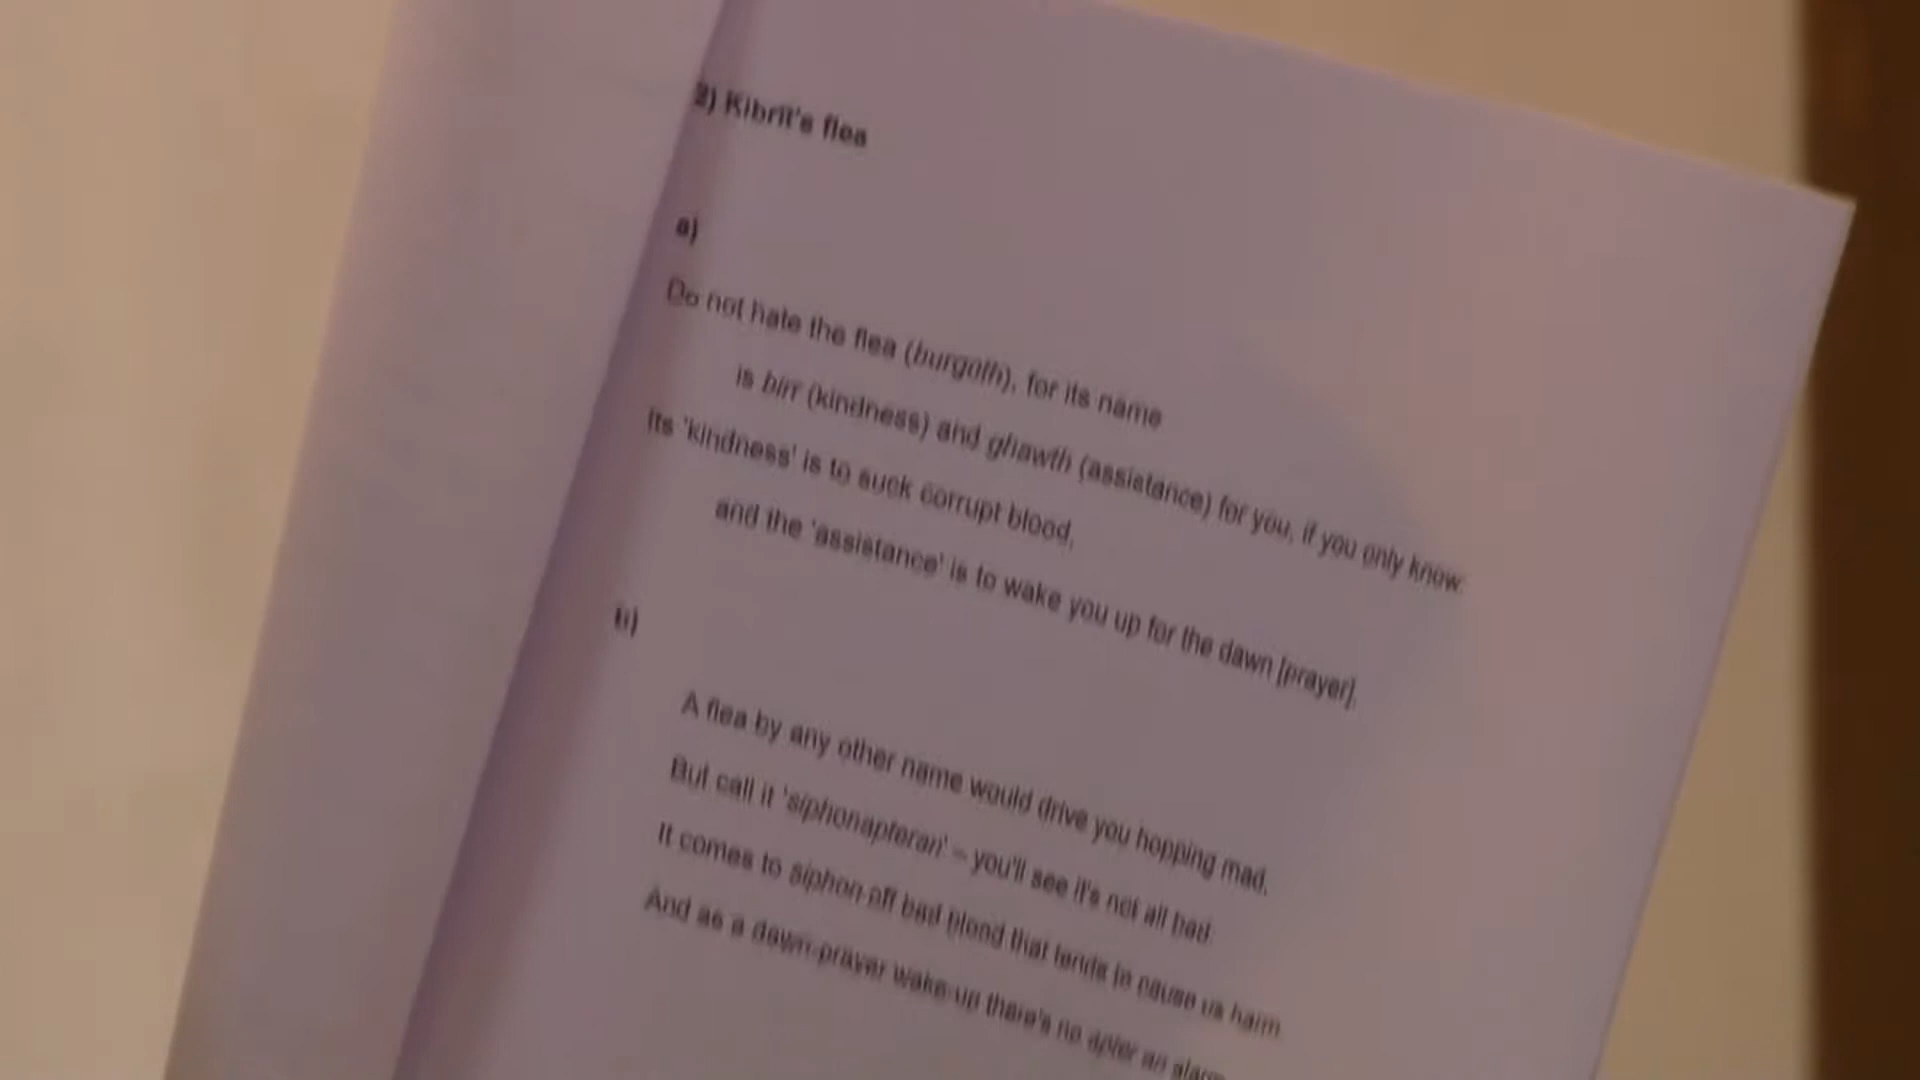 2) Kibrit's flea
a)
Do not hate the flea (burgoth), for its name
is birr (kindness) and ghawth (assistance) for you, if you only know:
Its 'kindness' is to suck corrupt blood,
and the 'assistance' is to wake you up for the dawn [prayer].
b)
A flea by any other name would drive you hopping mad,
But call it 'siphonapteran' – you'll see it's not all bad:
It comes to siphon off bad blood that tends to cause us harm
And as a dawn-prayer wake-up there's no apter an alarm